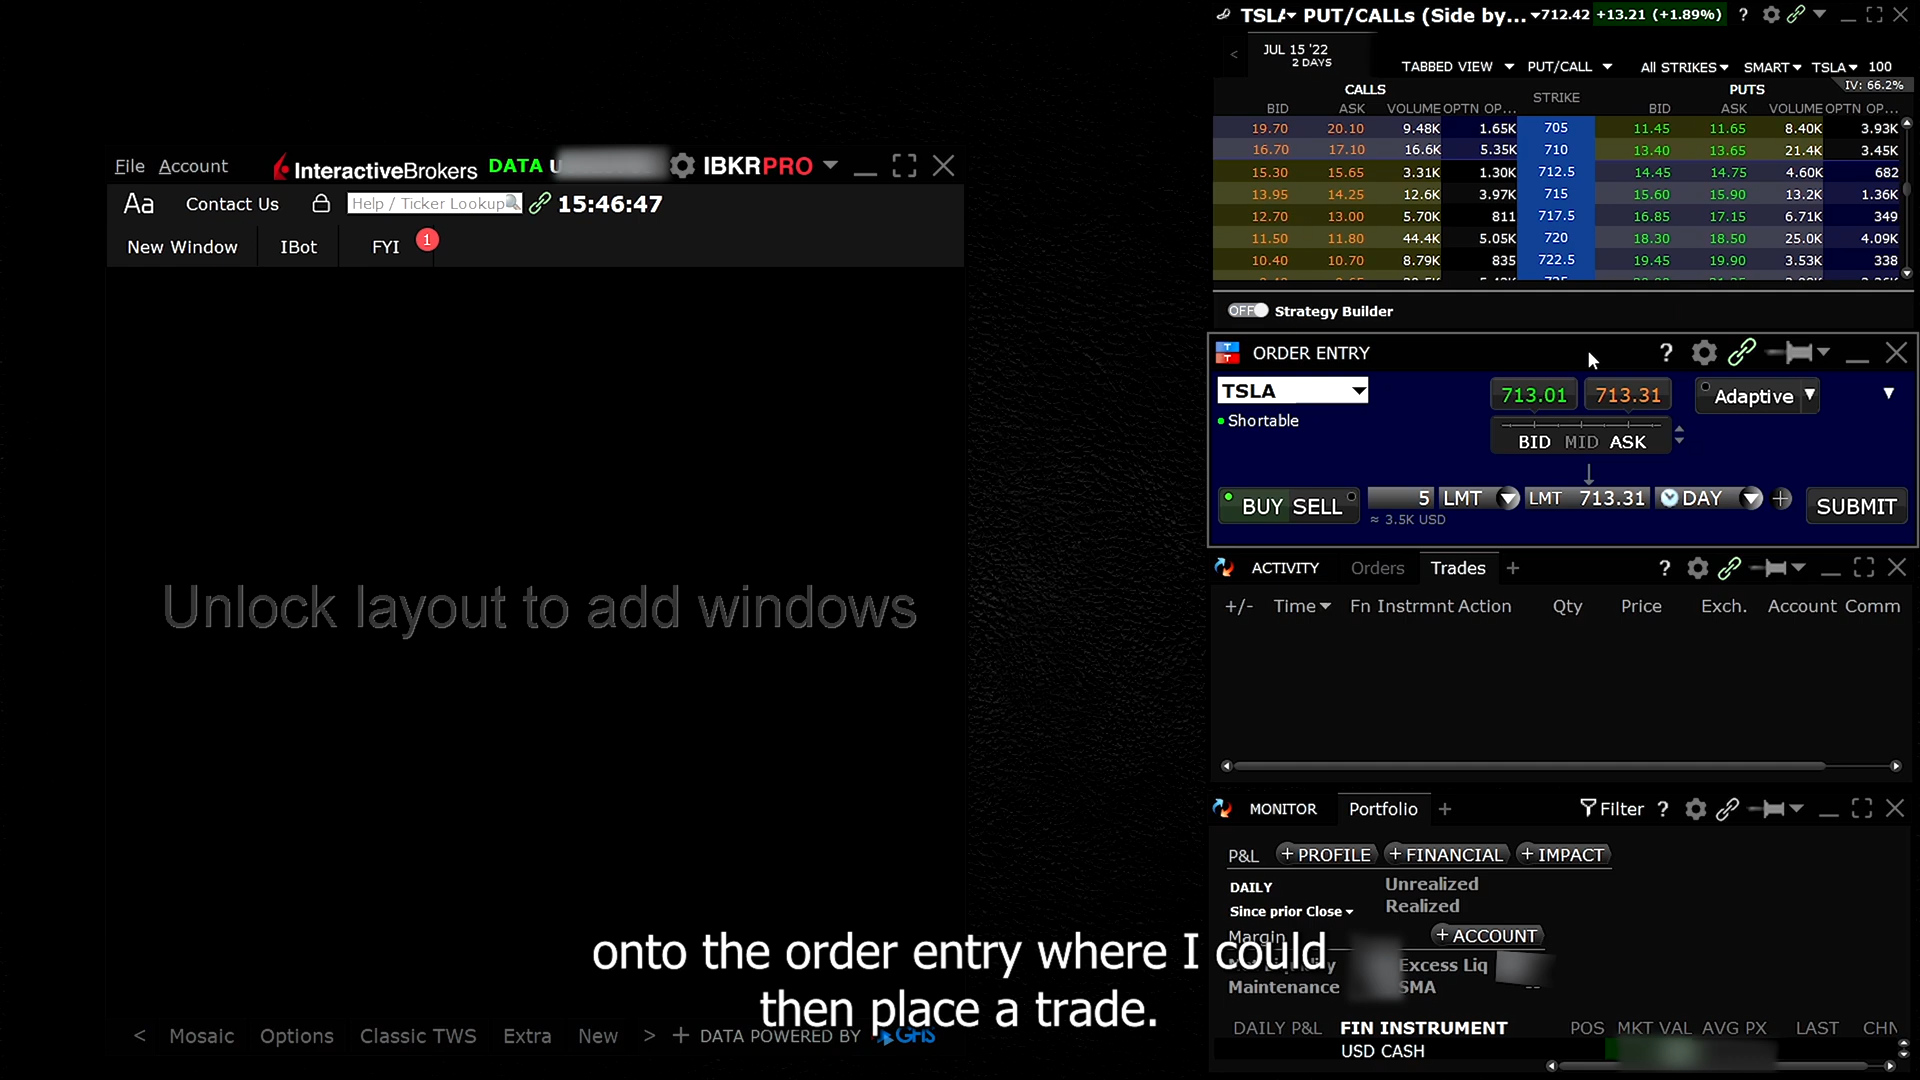 File Account InteractiveBrokers DATA U IBKRPRO
Aa Contact Us Help / Ticker Lookup 15:46:47
New Window IBot FYI 1
Unlock layout to add windows
< Mosaic Options Classic TWS Extra New > + DATA POWERED BY GFIS
TSLA PUT/CALLs (Side by... 712.42 +13.21 (+1.89%) ?
< JUL 15 '22
2 DAYS
TABBED VIEW PUT/CALL All STRIKES SMART TSLA 100
IV: 66.2%
CALLS STRIKE PUTS
BID ASK VOLUME OPTN OP... BID ASK VOLUME OPTN OP...
19.70 20.10 9.48K 1.65K 705 11.45 11.65 8.40K 3.93K
16.70 17.10 16.6K 5.35K 710 13.40 13.65 21.4K 3.45K
15.30 15.65 3.31K 1.30K 712.5 14.45 14.75 4.60K 682
13.95 14.25 12.6K 3.97K 715 15.60 15.90 13.2K 1.36K
12.70 13.00 5.70K 811 717.5 16.85 17.15 6.71K 349
11.50 11.80 44.4K 5.05K 720 18.30 18.50 25.0K 4.09K
10.40 10.70 8.79K 835 722.5 19.45 19.90 3.53K 338
OFF Strategy Builder
ORDER ENTRY ?
TSLA 713.01 713.31 Adaptive
Shortable
BID MID ASK
BUY SELL 5 LMT LMT 713.31 DAY + SUBMIT
≈ 3.5K USD
ACTIVITY Orders Trades + ?
+/- Time Fn Instrmnt Action Qty Price Exch. Account Comm
MONITOR Portfolio + Filter ?
P&L + PROFILE + FINANCIAL + IMPACT
DAILY Unrealized
Since prior Close Realized
Margin + ACCOUNT
Excess Liq
Maintenance SMA --
DAILY P&L FIN INSTRUMENT POS MKT VAL AVG PX LAST CHN
USD CASH
onto the order entry where I could
then place a trade.